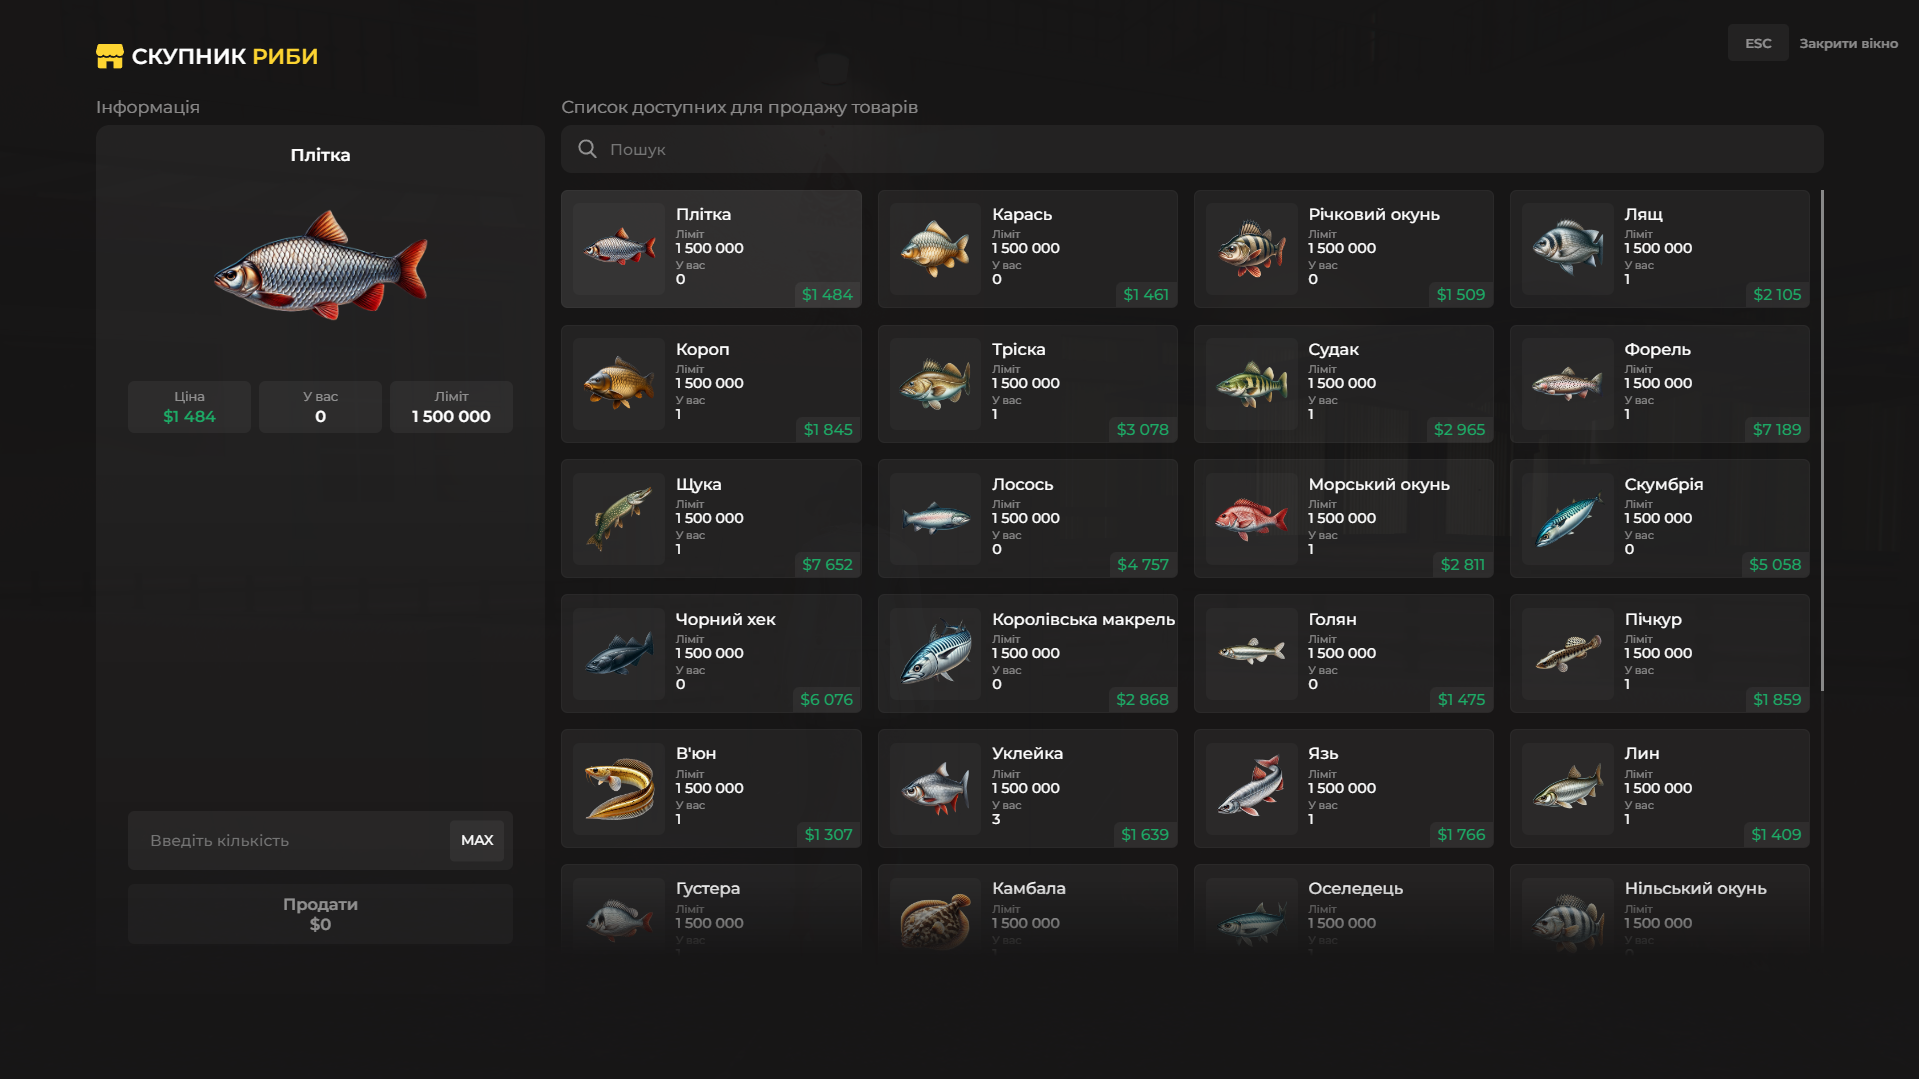 СКУПНИК РИБИ
ESC Закрити вікно
Інформація
Плітка
Ціна
$1 484
У вас
0
Ліміт
1 500 000
Введіть кількість
MAX
Продати
$0
Список доступних для продажу товарів
Пошук
Плітка
Ліміт
1 500 000
У вас
0
$1 484
Карась
Ліміт
1 500 000
У вас
0
$1 461
Річковий окунь
Ліміт
1 500 000
У вас
0
$1 509
Лящ
Ліміт
1 500 000
У вас
1
$2 105
Короп
Ліміт
1 500 000
У вас
1
$1 845
Тріска
Ліміт
1 500 000
У вас
1
$3 078
Судак
Ліміт
1 500 000
У вас
1
$2 965
Форель
Ліміт
1 500 000
У вас
1
$7 189
Щука
Ліміт
1 500 000
У вас
1
$7 652
Лосось
Ліміт
1 500 000
У вас
0
$4 757
Морський окунь
Ліміт
1 500 000
У вас
1
$2 811
Скумбрія
Ліміт
1 500 000
У вас
0
$5 058
Чорний хек
Ліміт
1 500 000
У вас
0
$6 076
Королівська макрель
Ліміт
1 500 000
У вас
0
$2 868
Голян
Ліміт
1 500 000
У вас
0
$1 475
Пічкур
Ліміт
1 500 000
У вас
1
$1 859
В'юн
Ліміт
1 500 000
У вас
1
$1 307
Уклейка
Ліміт
1 500 000
У вас
3
$1 639
Язь
Ліміт
1 500 000
У вас
1
$1 766
Лин
Ліміт
1 500 000
У вас
1
$1 409
Густера
Ліміт
1 500 000
У вас
Камбала
Ліміт
1 500 000
У вас
Оселедець
Ліміт
1 500 000
У вас
Нільський окунь
Ліміт
1 500 000
У вас